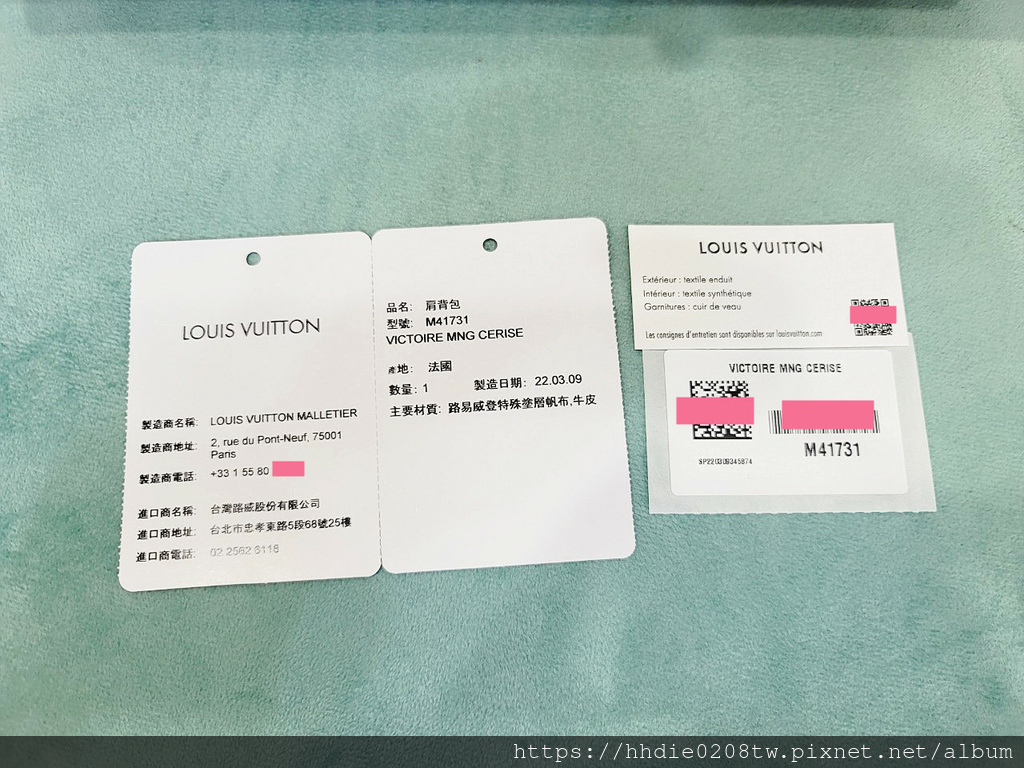 LOUIS VUITTON
製造商名稱: LOUIS VUITTON MALLETIER
製造商地址: 2, rue du Pont-Neuf, 75001
Paris
製造商電話: +33 1 55 80
進口商名稱: 台灣路威股份有限公司
進口商地址: 台北市忠孝東路5段68號25樓
進口商電話: 02 2562 6118
品名: 肩背包
型號: M41731
VICTOIRE MNG CERISE
產地: 法國
數量: 1 製造日期: 22.03.09
主要材質: 路易威登特殊塗層帆布,牛皮
LOUIS VUITTON
Extérieur : textile enduit
Intérieur : textile synthétique
Garnitures : cuir de veau
Les consignes d'entretien sont disponibles sur louisvuitton.com
VICTOIRE MNG CERISE
M41731
SP220309345874
https://hhdie0208tw.pixnet.net/album